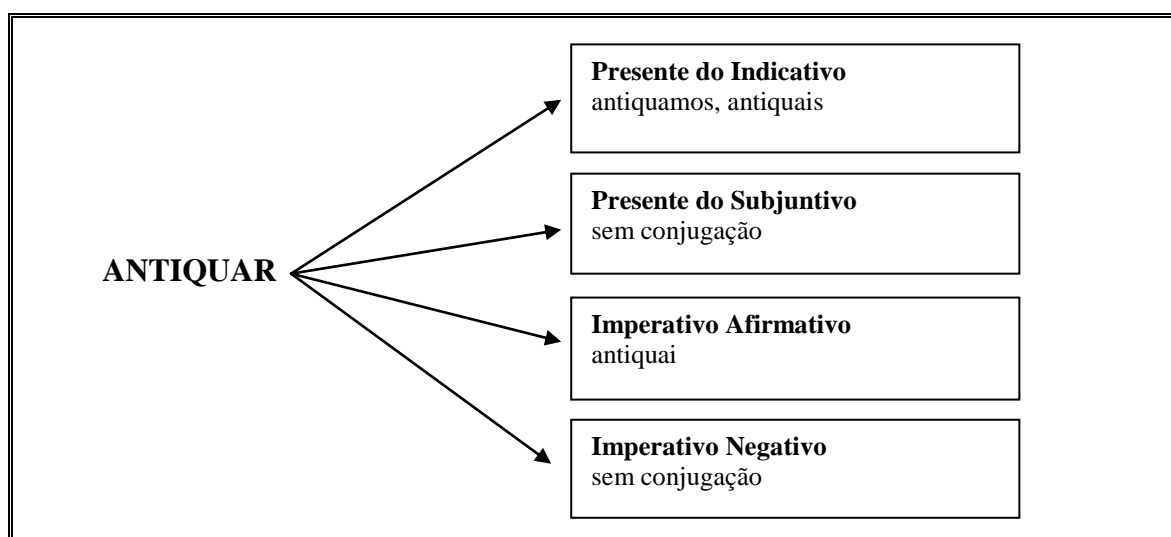 Presente do Indicativo
antiquamos, antiquais
Presente do Subjuntivo
sem conjugação
ANTIQUAR
Imperativo Afirmativo
antiquai
Imperativo Negativo
sem conjugação